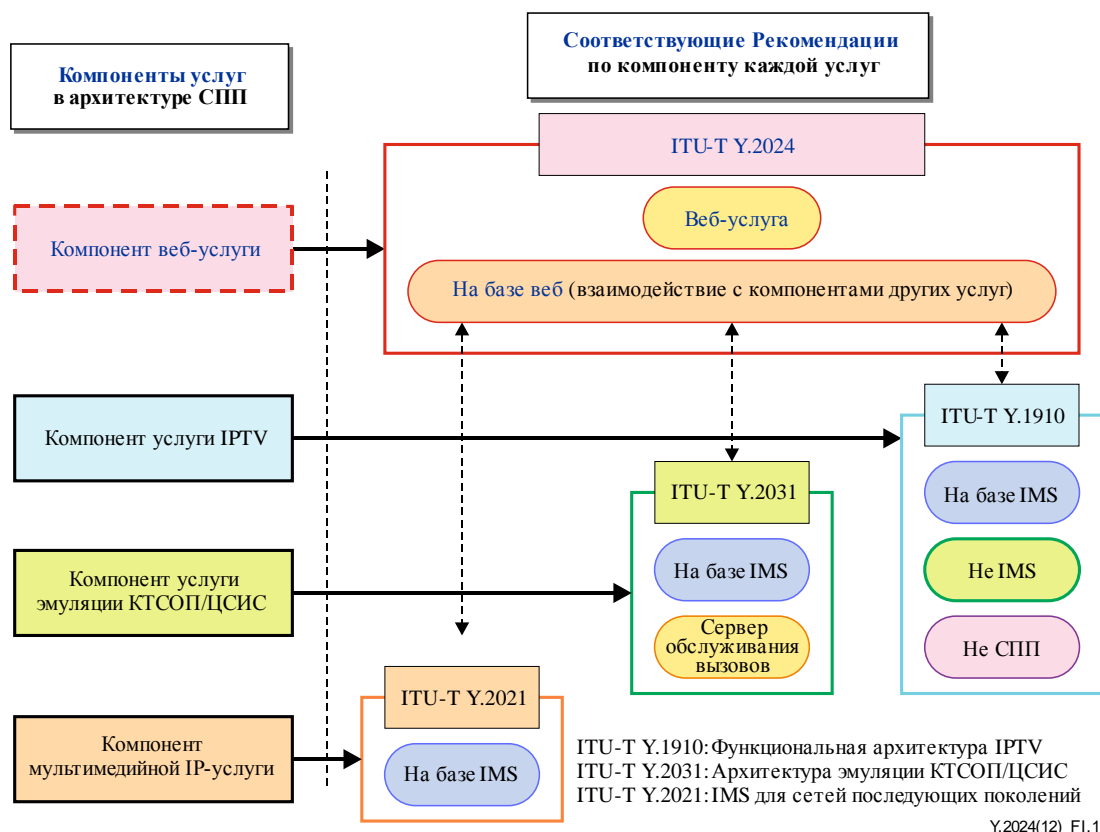 Компоненты услуг
в архитектуре СПП
Соответствующие Рекомендации
по компоненту каждой услуг
ITU-T Y.2024
Веб-услуга
Компонент веб-услуги
На базе веб (взаимодействие с компонентами других услуг)
ITU-T Y.1910
Компонент услуги IPTV
ITU-T Y.2031
На базе IMS
На базе IMS
Не IMS
Компонент услуги
эмуляции КТСОП/ЦСИС
Сервер
обслуживания
вызовов
Не СПП
ITU-T Y.2021
Компонент
мультимедийной IP-услуги
На базе IMS
ITU-T Y.1910: Функциональная архитектура IPTV
ITU-T Y.2031: Архитектура эмуляции КТСОП/ЦСИС
ITU-T Y.2021: IMS для сетей последующих поколений
Y.2024(12)_FI.1